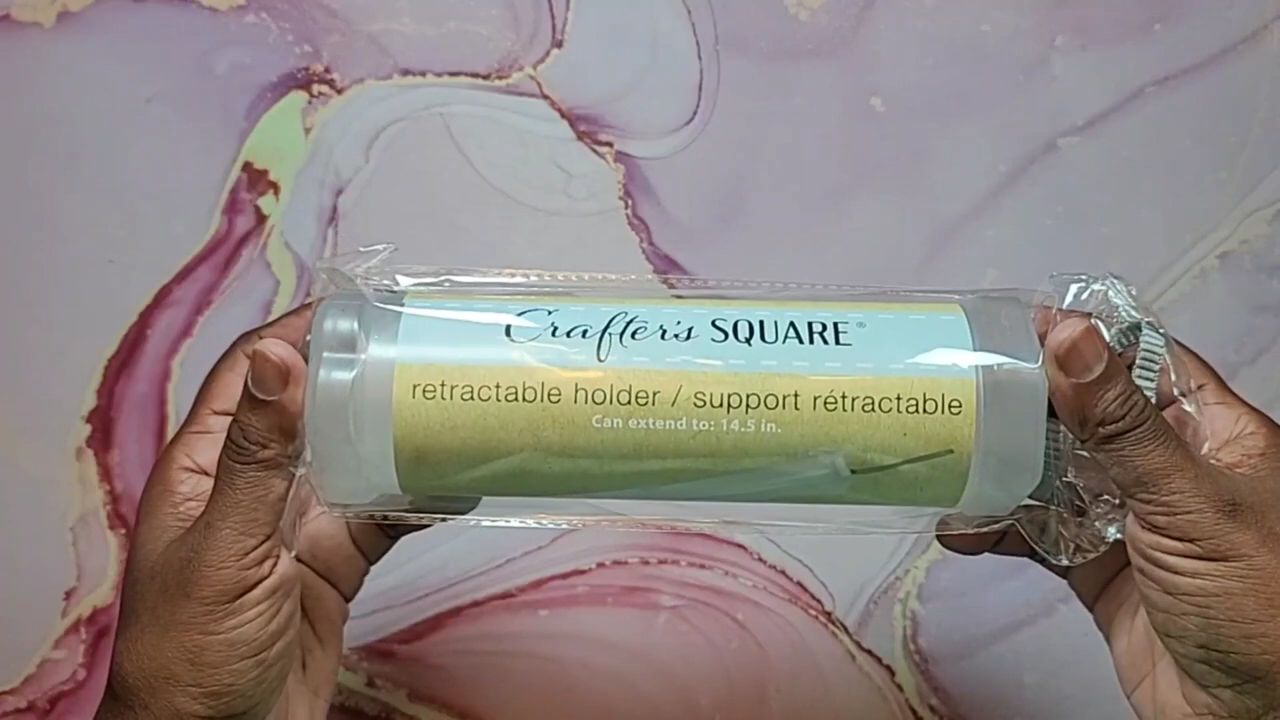 Crafter's SQUARE®
retractable holder / support rétractable
Can extend to: 14.5 in.